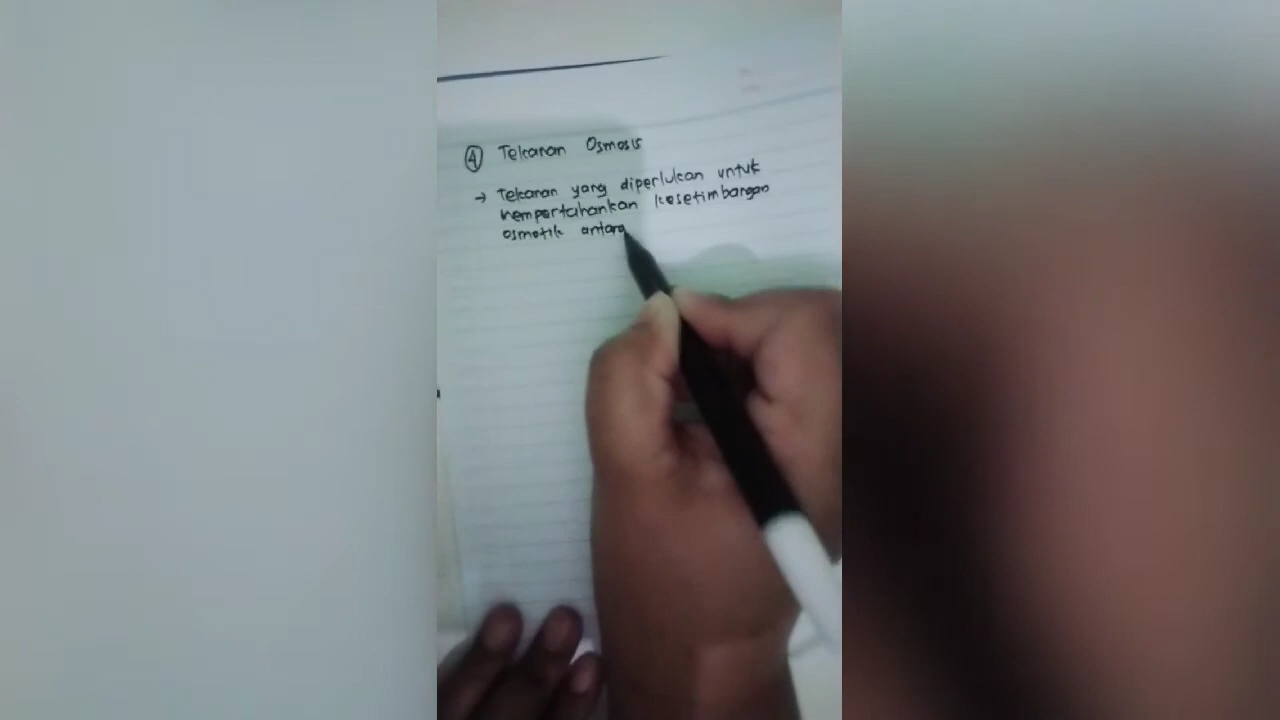 ④ Tekanan Osmosis
→ Tekanan yang diperlukan untuk
mempertahankan kesetimbangan
osmotik antara